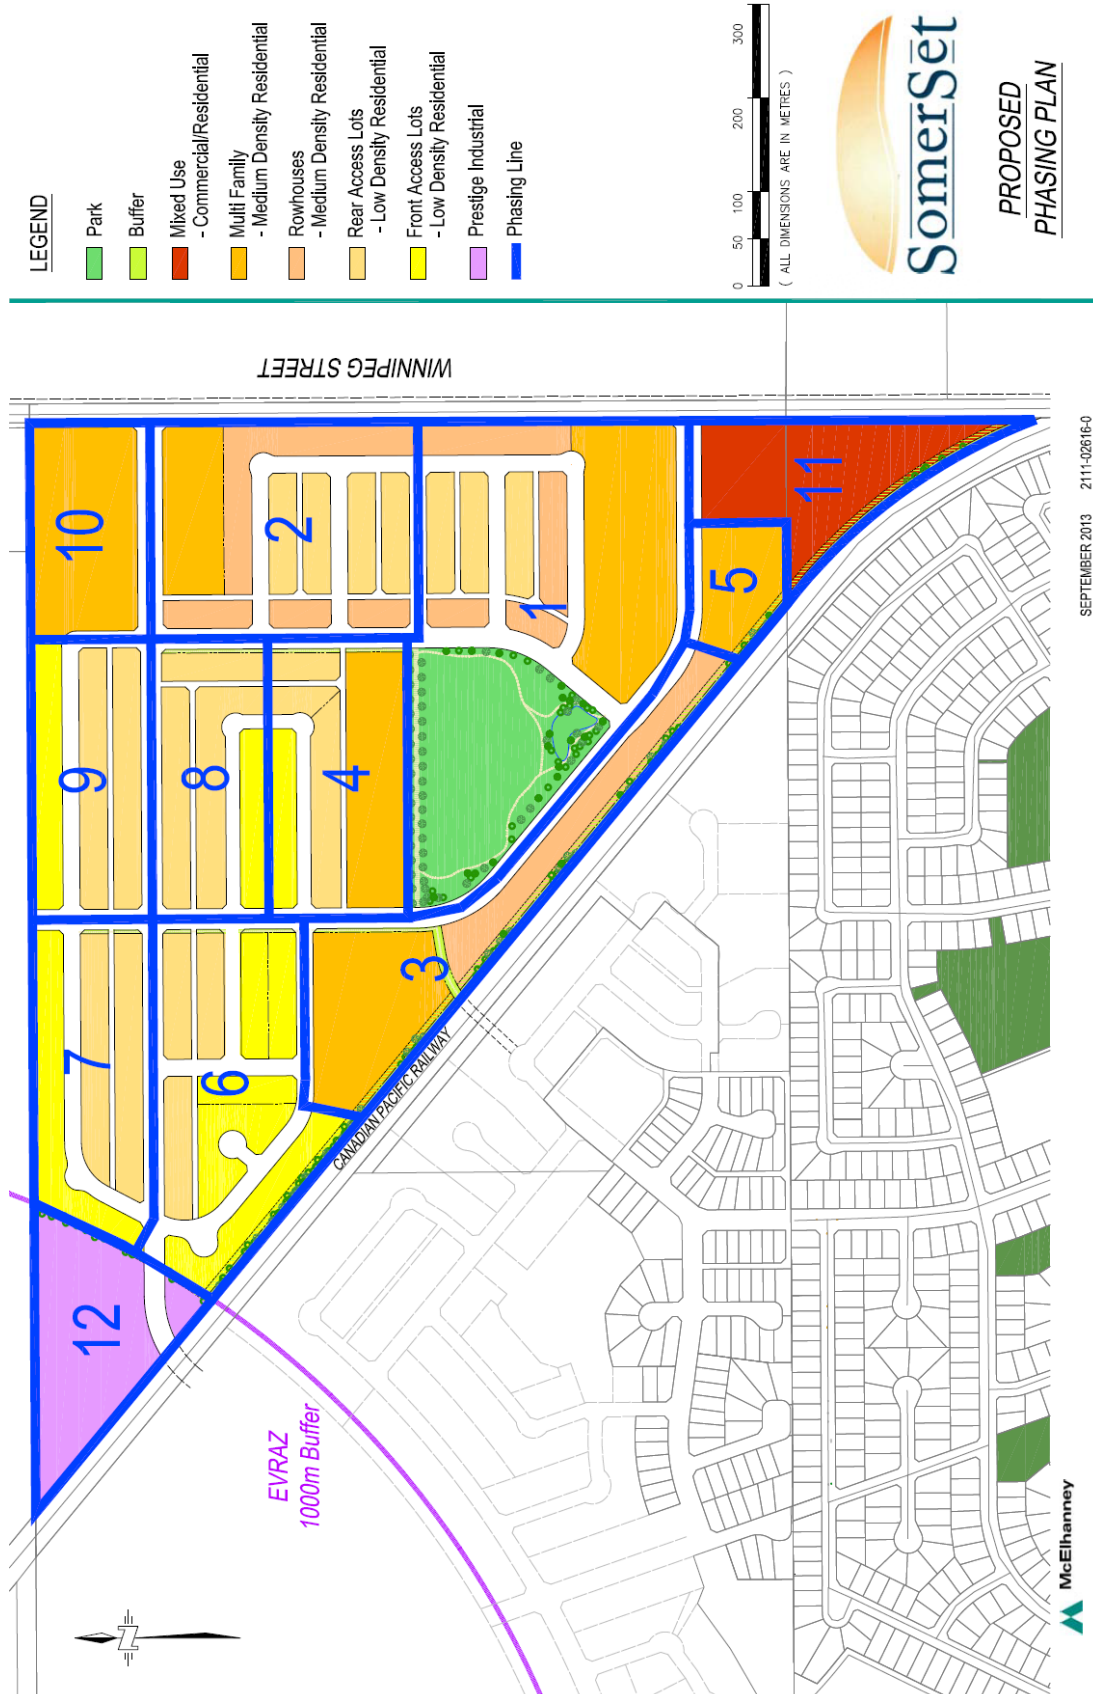 LEGEND
Park
Buffer
Mixed Use
- Commercial/Residential
Multi Family
- Medium Density Residential
Rowhouses
- Medium Density Residential
Rear Access Lots
- Low Density Residential
Front Access Lots
- Low Density Residential
Prestige Industrial
Phasing Line
0 50 100 200 300
( ALL DIMENSIONS ARE IN METRES )
SomerSet
PROPOSED
PHASING PLAN
WINNIPEG STREET
10
2
1
11
5
9
8
4
3
7
6
12
CANADIAN PACIFIC RAILWAY
EVRAZ
1000m Buffer
N
SEPTEMBER 2013 2111-02616-0
McElhanney